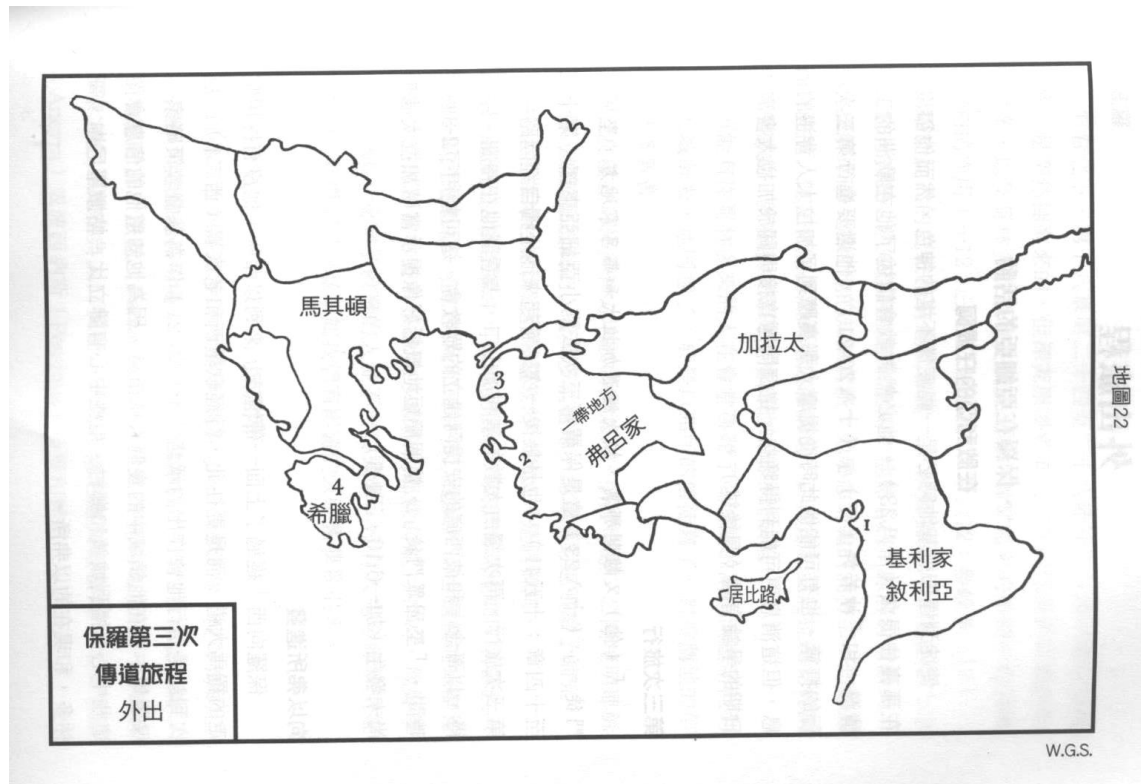 馬其頓
加拉太
3
一帶地方
弗呂家
2
4
希臘
1
居比路
基利家
敘利亞
保羅第三次
傳道旅程
外出
地圖22
W.G.S.